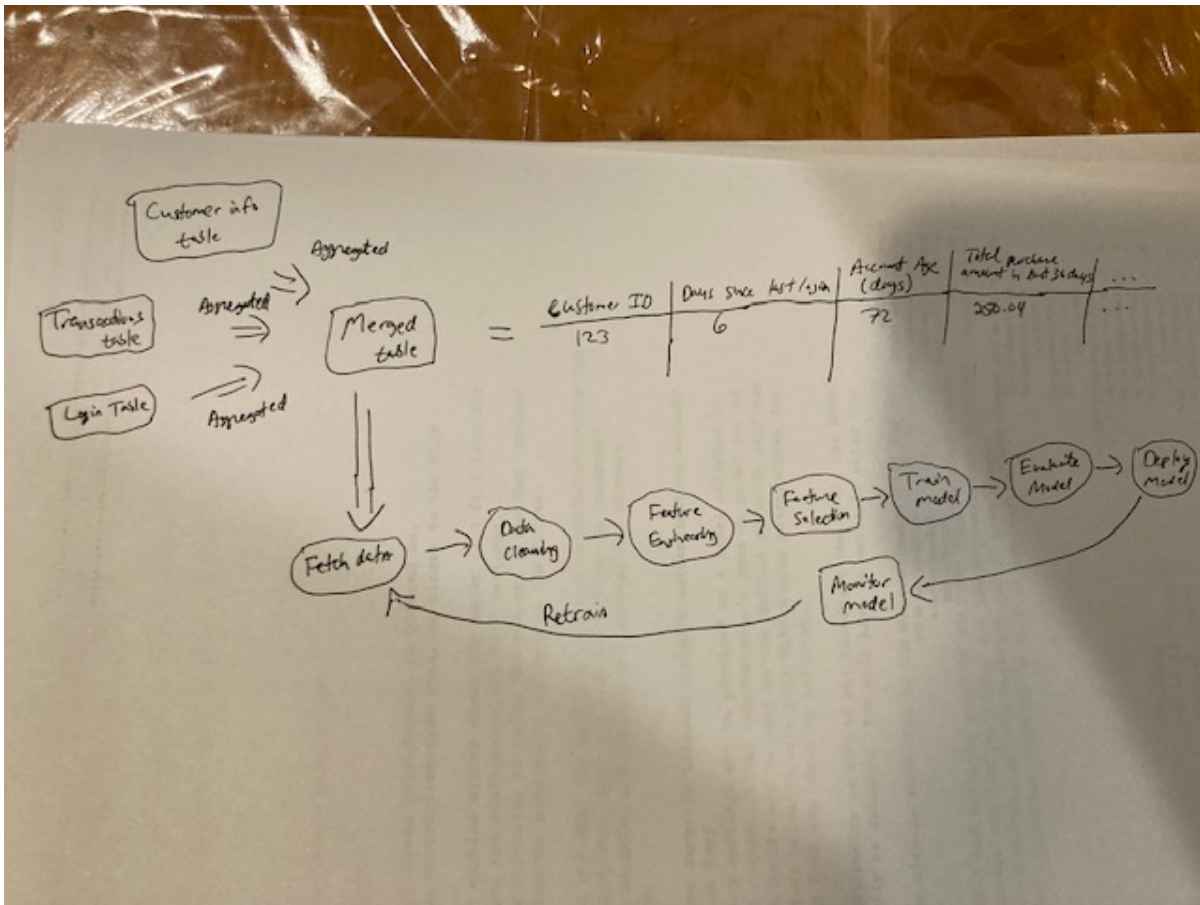 Customer info
table
Aggregated
Transactions
table
Aggregated
Login Table
Aggregated
Merged
table
=
Customer ID
Days since last login
Account Age
(days)
Total purchase
amount in last 30 days
...
123
6
72
250.04
...
Fetch data
Data
Cleaning
Feature
Engineering
Feature
Selection
Train
model
Evaluate
Model
Deploy
Model
Monitor
model
Retrain